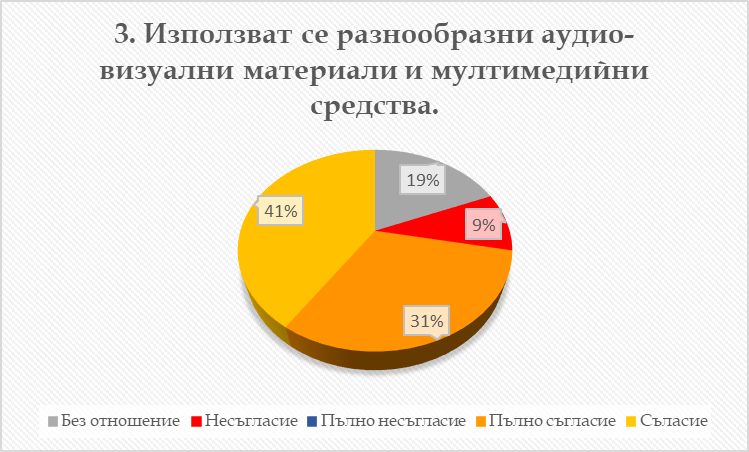 3. Използват се разнообразни аудио-
визуални материали и мултимедийни
средства.
19%
41%
9%
31%
Без отношение Несъгласие Пълно несъгласие Пълно съгласие Съласие